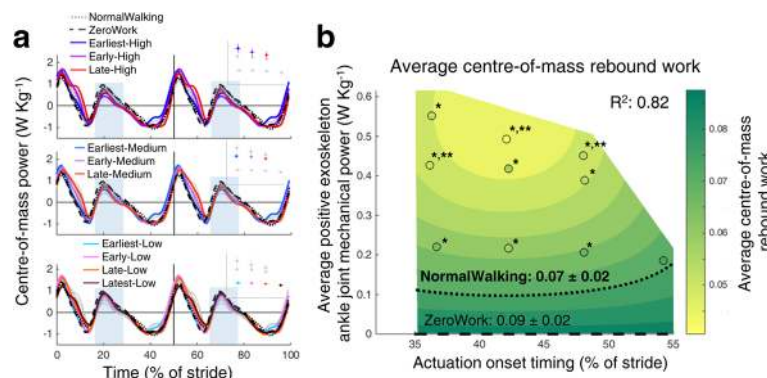 a
NormalWalking
ZeroWork
Earliest-High
Early-High
Late-High
Earliest-Medium
Early-Medium
Late-Medium
Earliest-Low
Early-Low
Late-Low
Latest-Low
Centre-of-mass power (W Kg⁻¹)
1
0
-1
1
0
-1
1
0
-1
0 20 40 60 80 100
Time (% of stride)
b
Average centre-of-mass rebound work
R²: 0.82
Average positive exoskeleton
ankle joint mechanical power (W Kg⁻¹)
0.6
0.5
0.4
0.3
0.2
0.1
0
*
*,**
*,**
*,**
*
*
*
*
*
NormalWalking: 0.07 ± 0.02
ZeroWork: 0.09 ± 0.02
30 35 40 45 50 55
Actuation onset timing (% of stride)
0.08
0.07
0.06
0.05
Average centre-of-mass
rebound work